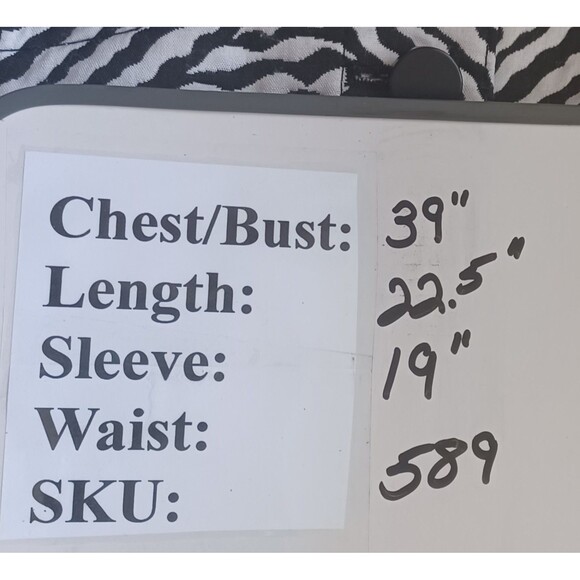 Chest/Bust: 39"
Length: 22.5"
Sleeve: 19"
Waist:
SKU: 589